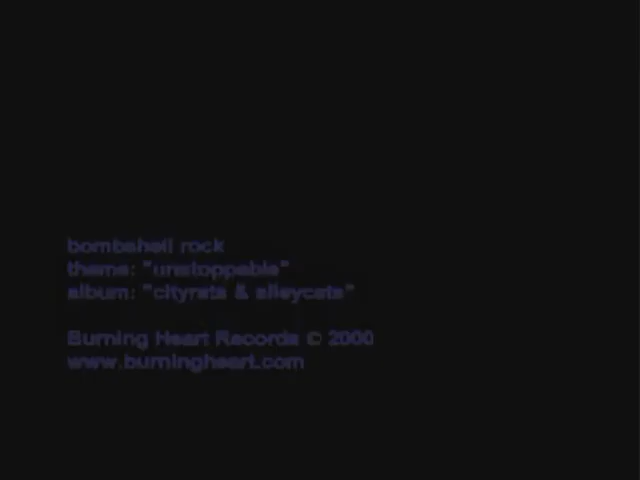 bombshell rock
theme: "unstoppable"
album: "cityrats & alleycats"
Burning Heart Records © 2000
www.burningheart.com